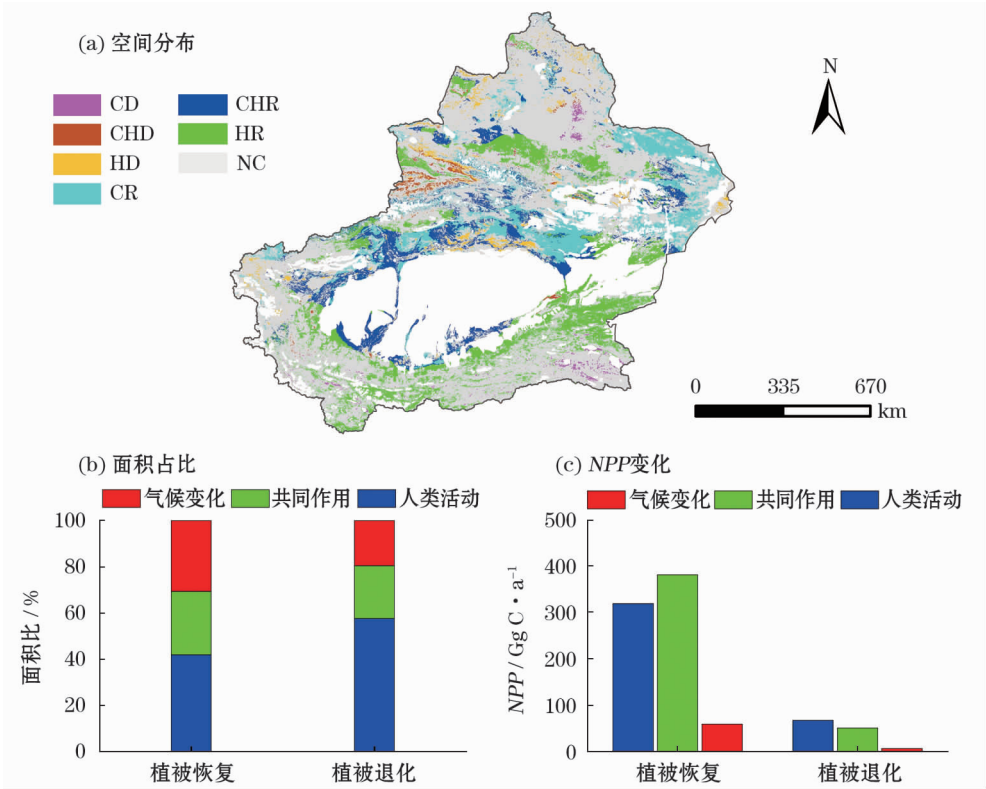 (a) 空间分布
N
CD
CHR
CHD
HR
HD
NC
CR
0 335 670
km
(b) 面积占比
气候变化 共同作用 人类活动
100
80
60
40
20
0
面积比 / %
植被恢复 植被退化
(c) NPP变化
气候变化 共同作用 人类活动
500
400
300
200
100
0
NPP / Gg C • a⁻¹
植被恢复 植被退化